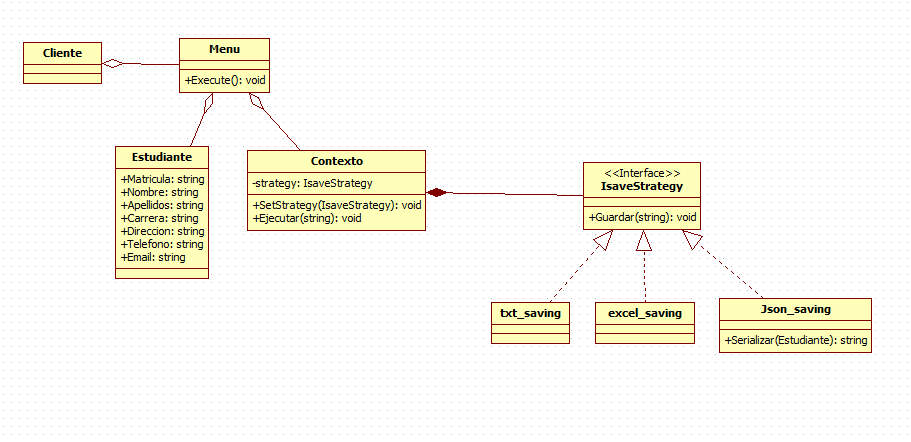 Cliente
Menu
+Execute(): void
Estudiante
+Matricula: string
+Nombre: string
+Apellidos: string
+Carrera: string
+Direccion: string
+Telefono: string
+Email: string
Contexto
-strategy: IsaveStrategy
+SetStrategy(IsaveStrategy): void
+Ejecutar(string): void
<<Interface>>
IsaveStrategy
+Guardar(string): void
txt_saving
excel_saving
Json_saving
+Serializar(Estudiante): string